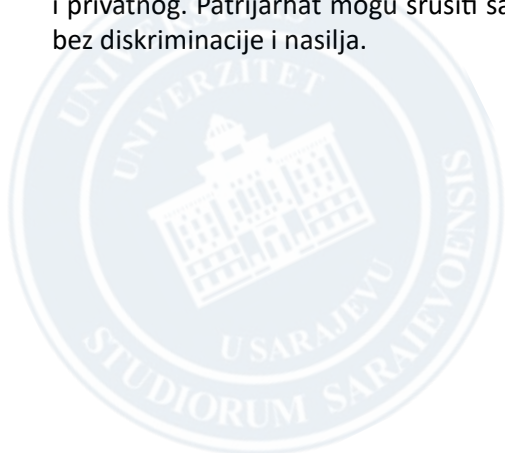 i privatnog. Patrijarhat mogu srušiti sa
bez diskriminacije i nasilja.
UNIVERZITET
U SARAJEVU
STUDIORUM SARAIEVOENSIS